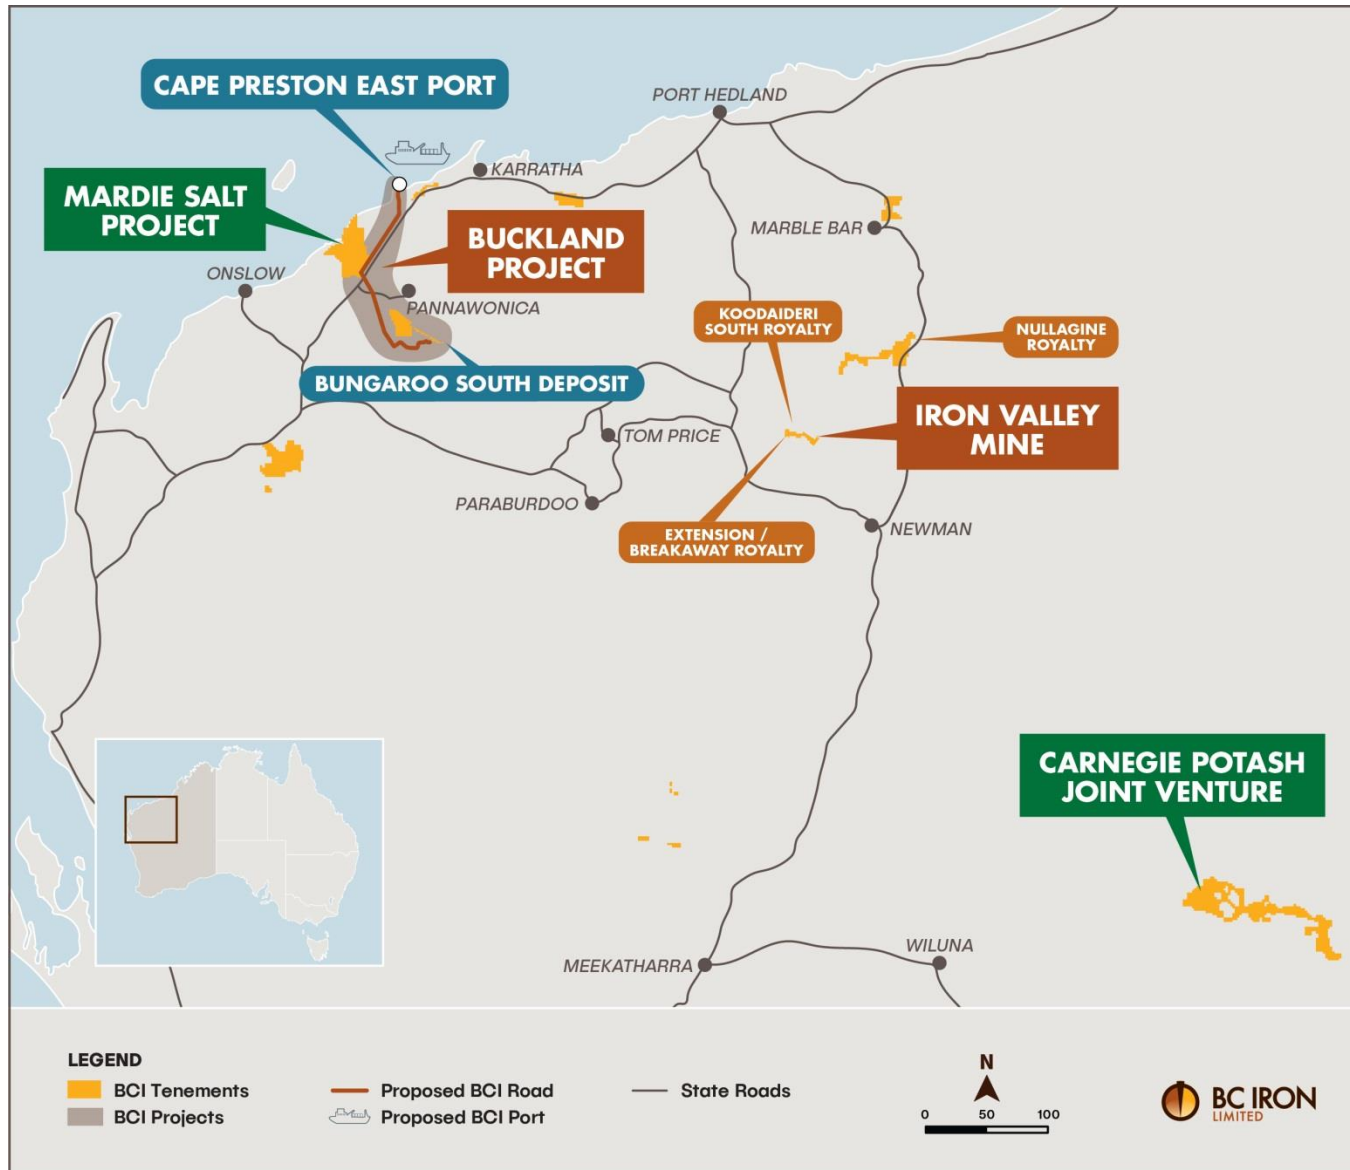 CAPE PRESTON EAST PORT
PORT HEDLAND
KARRATHA
MARDIE SALT
PROJECT
BUCKLAND
PROJECT
MARBLE BAR
ONSLOW
PANNAWONICA
KOODAIDERI
SOUTH ROYALTY
NULLAGINE
ROYALTY
BUNGAROO SOUTH DEPOSIT
IRON VALLEY
MINE
TOM PRICE
PARABURDOO
EXTENSION /
BREAKAWAY ROYALTY
NEWMAN
CARNEGIE POTASH
JOINT VENTURE
WILUNA
MEEKATHARRA
LEGEND
BCI Tenements
BCI Projects
Proposed BCI Road
Proposed BCI Port
State Roads
N
0 50 100
BC IRON
LIMITED